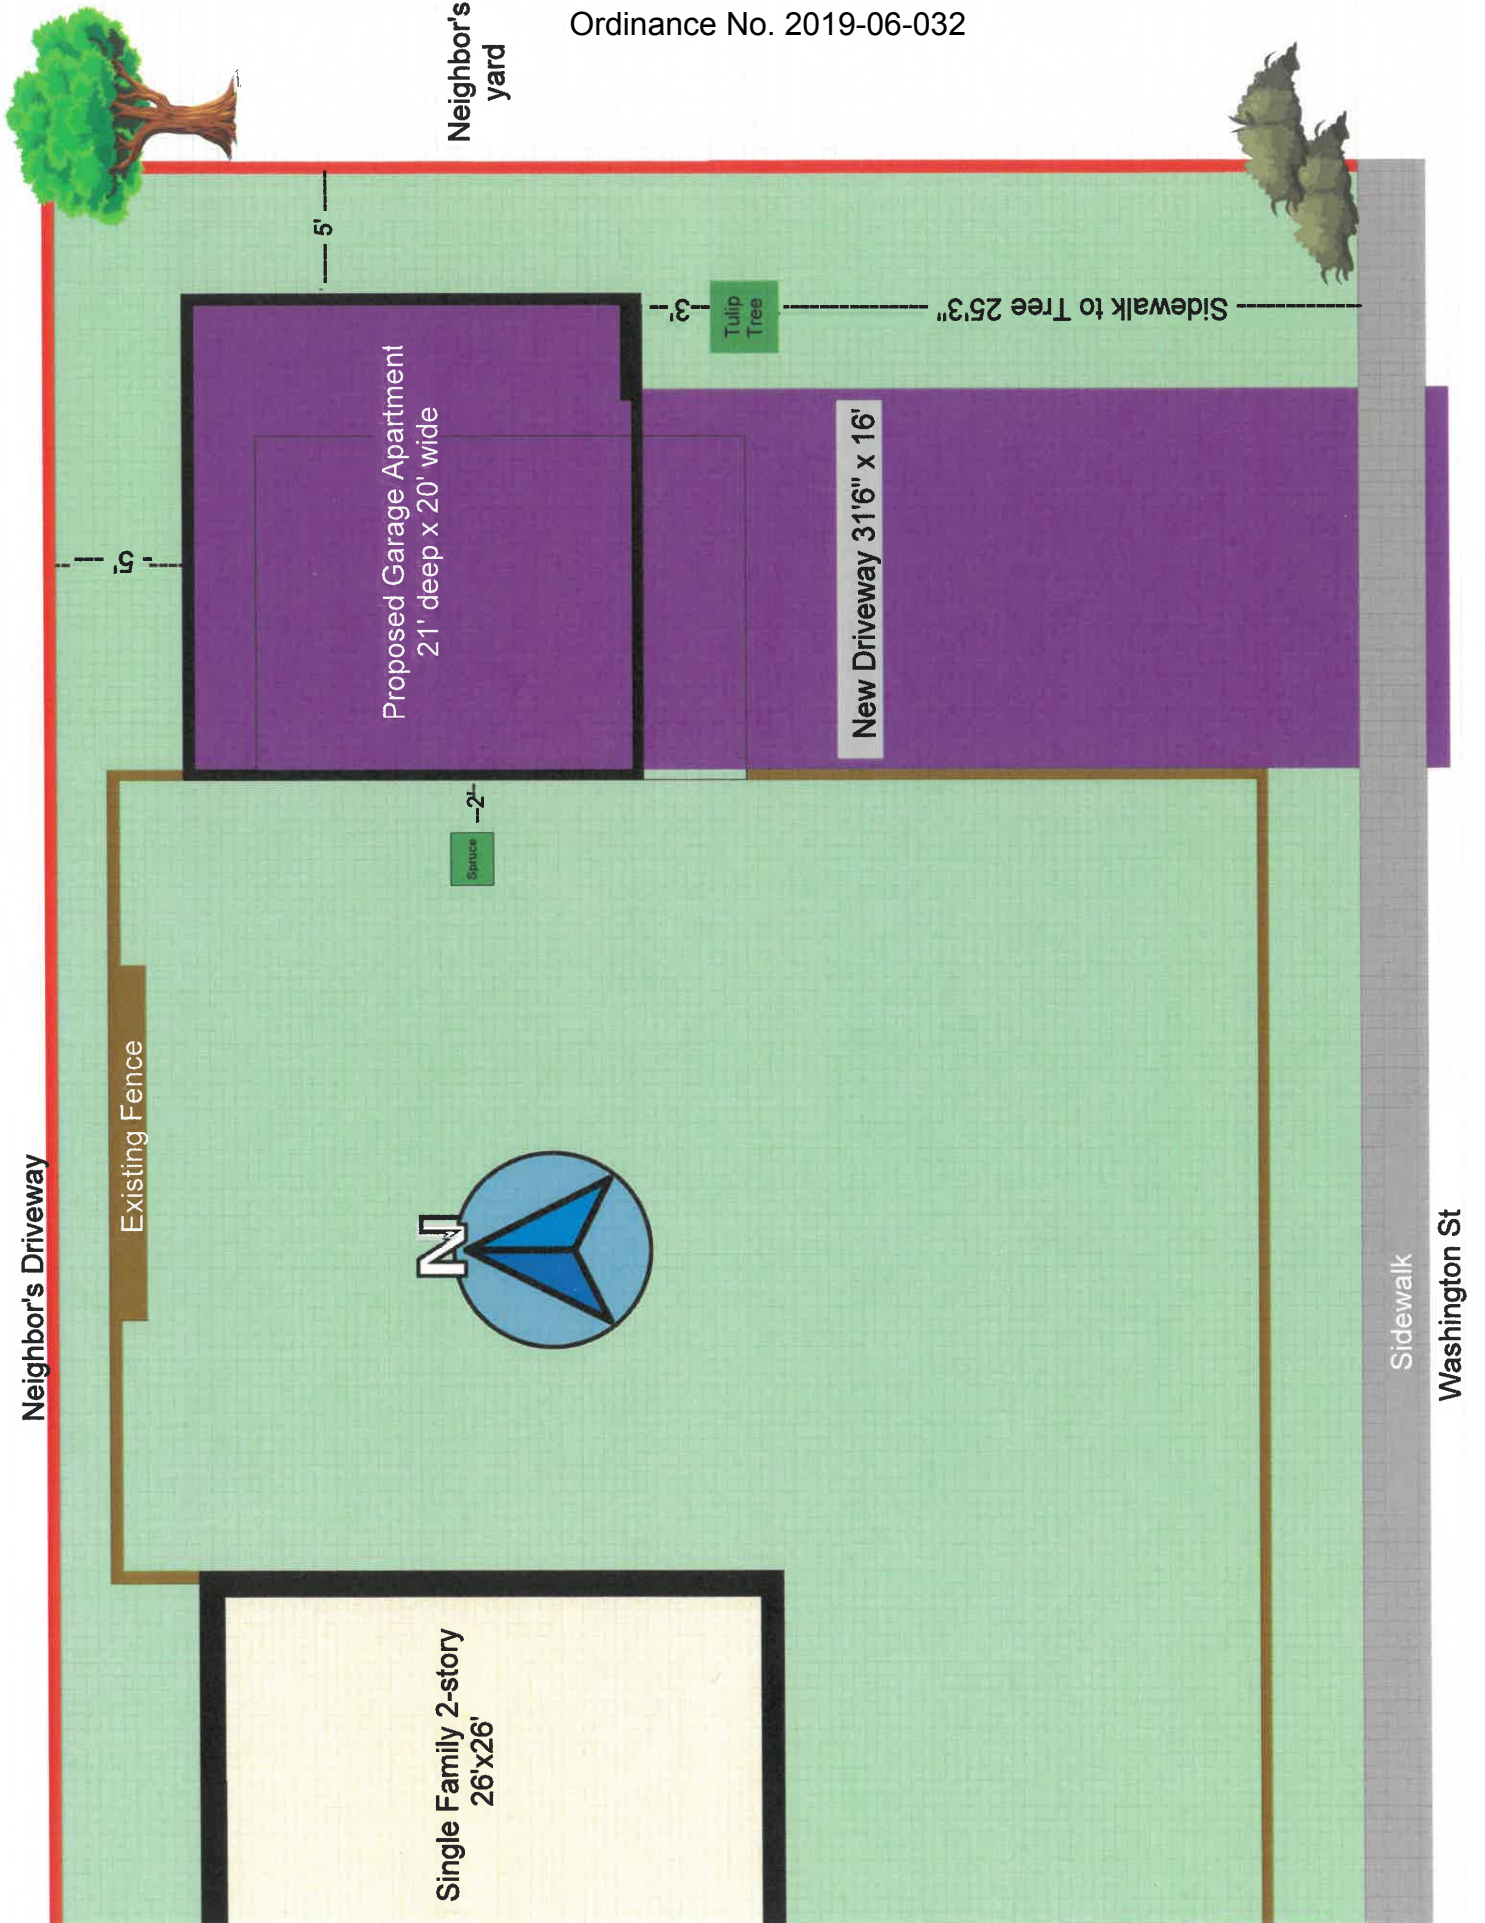 Ordinance No. 2019-06-032
Neighbor's
yard
5'
3'
Tulip
Tree
Sidewalk to Tree 25'3"
5'
Proposed Garage Apartment
21' deep x 20' wide
New Driveway 31'6" x 16'
2'
Spruce
Existing Fence
Neighbor's Driveway
N
Single Family 2-story
26'x26'
Sidewalk
Washington St